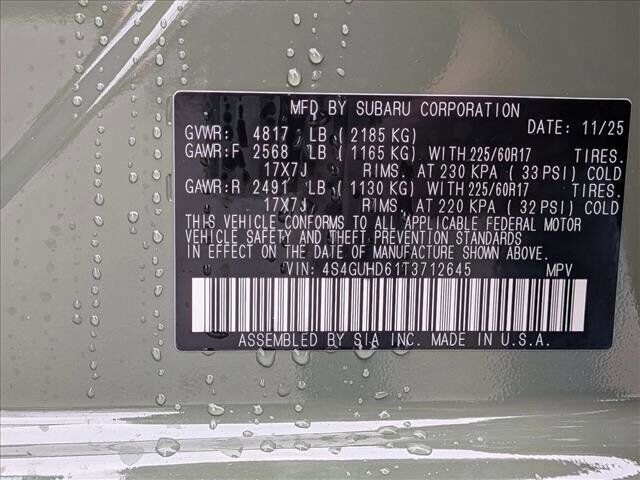 MFD BY SUBARU CORPORATION
DATE: 11/25
GVWR: 4817 LB ( 2185 KG)
GAWR:F 2568 LB ( 1165 KG) WITH 225/60R17 TIRES.
17X7J RIMS. AT 230 KPA ( 33 PSI) COLD
GAWR:R 2491 LB ( 1130 KG) WITH 225/60R17 TIRES.
17X7J RIMS. AT 220 KPA ( 32 PSI) COLD
THIS VEHICLE CONFORMS TO ALL APPLICABLE FEDERAL MOTOR
VEHICLE SAFETY AND THEFT PREVENTION STANDARDS
IN EFFECT ON THE DATE OF MANUFACTURE SHOWN ABOVE.
VIN: 4S4GUHD61T3712645 MPV
ASSEMBLED BY SIA INC. MADE IN U.S.A.